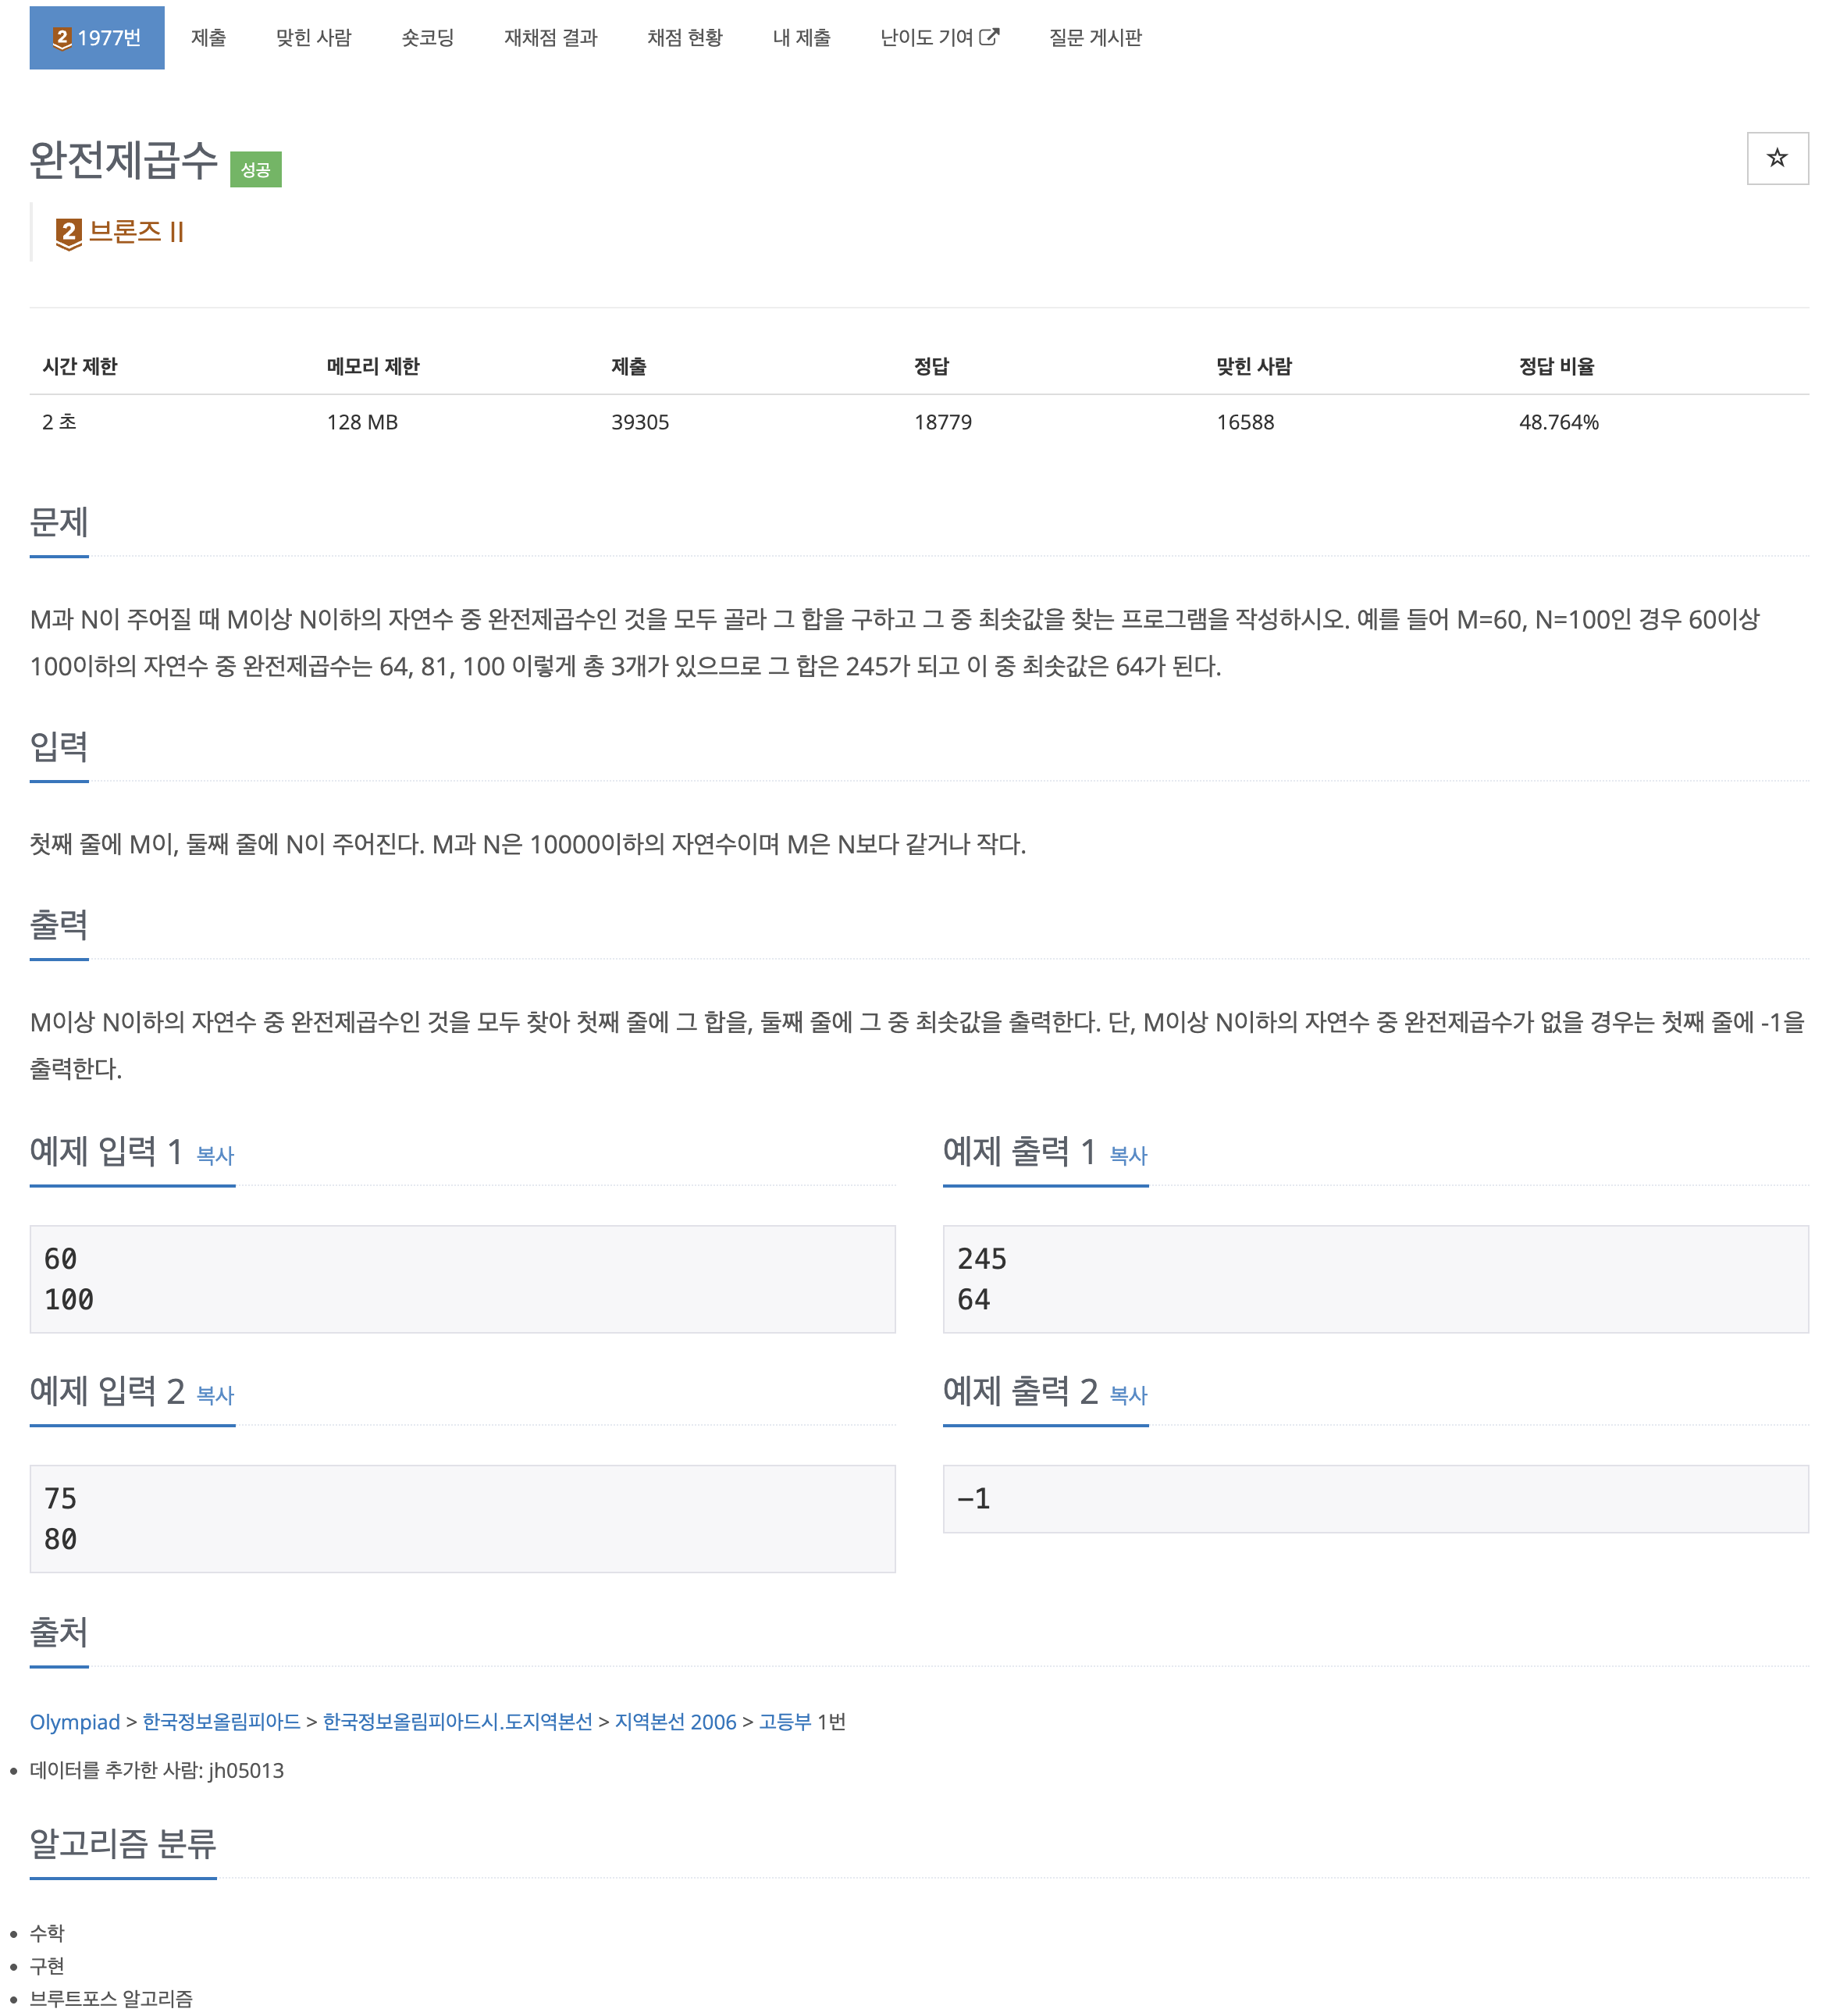 2 1977번 제출 맞힌 사람 숏코딩 재채점 결과 채점 현황 내 제출 난이도 기여 질문 게시판
완전제곱수 성공
2 브론즈 II
시간 제한 메모리 제한 제출 정답 맞힌 사람 정답 비율
2 초 128 MB 39305 18779 16588 48.764%
문제
M과 N이 주어질 때 M이상 N이하의 자연수 중 완전제곱수인 것을 모두 골라 그 합을 구하고 그 중 최솟값을 찾는 프로그램을 작성하시오. 예를 들어 M=60, N=100인 경우 60이상
100이하의 자연수 중 완전제곱수는 64, 81, 100 이렇게 총 3개가 있으므로 그 합은 245가 되고 이 중 최솟값은 64가 된다.
입력
첫째 줄에 M이, 둘째 줄에 N이 주어진다. M과 N은 10000이하의 자연수이며 M은 N보다 같거나 작다.
출력
M이상 N이하의 자연수 중 완전제곱수인 것을 모두 찾아 첫째 줄에 그 합을, 둘째 줄에 그 중 최솟값을 출력한다. 단, M이상 N이하의 자연수 중 완전제곱수가 없을 경우는 첫째 줄에 -1을
출력한다.
예제 입력 1 복사
60
100
예제 출력 1 복사
245
64
예제 입력 2 복사
75
80
예제 출력 2 복사
-1
출처
Olympiad > 한국정보올림피아드 > 한국정보올림피아드시.도지역본선 > 지역본선 2006 > 고등부 1번
• 데이터를 추가한 사람: jh05013
알고리즘 분류
• 수학
• 구현
• 브루트포스 알고리즘